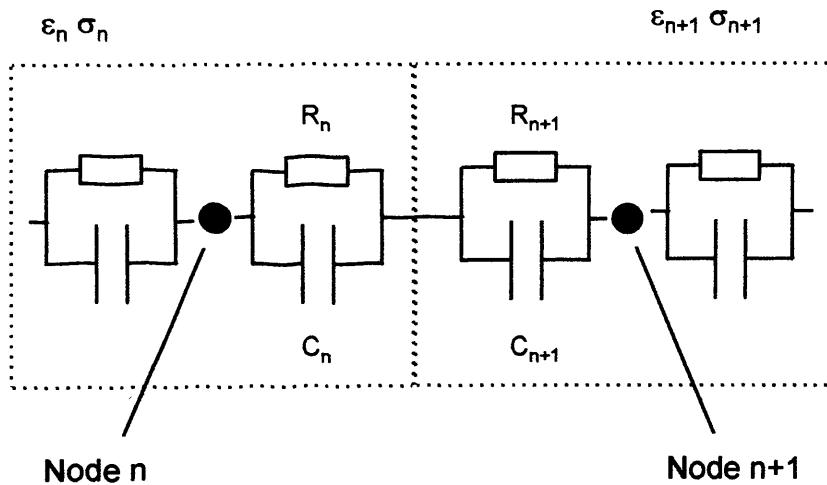 εn σn
εn+1 σn+1
Rn
Rn+1
Cn
Cn+1
Node n
Node n+1